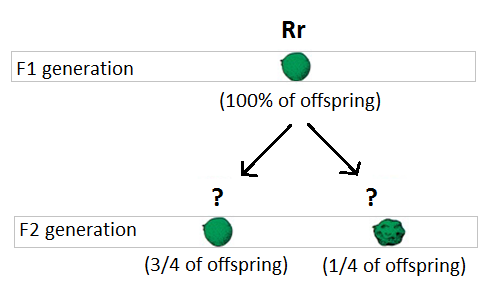 Rr
F1 generation
(100% of offspring)
? ?
F2 generation
(3/4 of offspring) (1/4 of offspring)